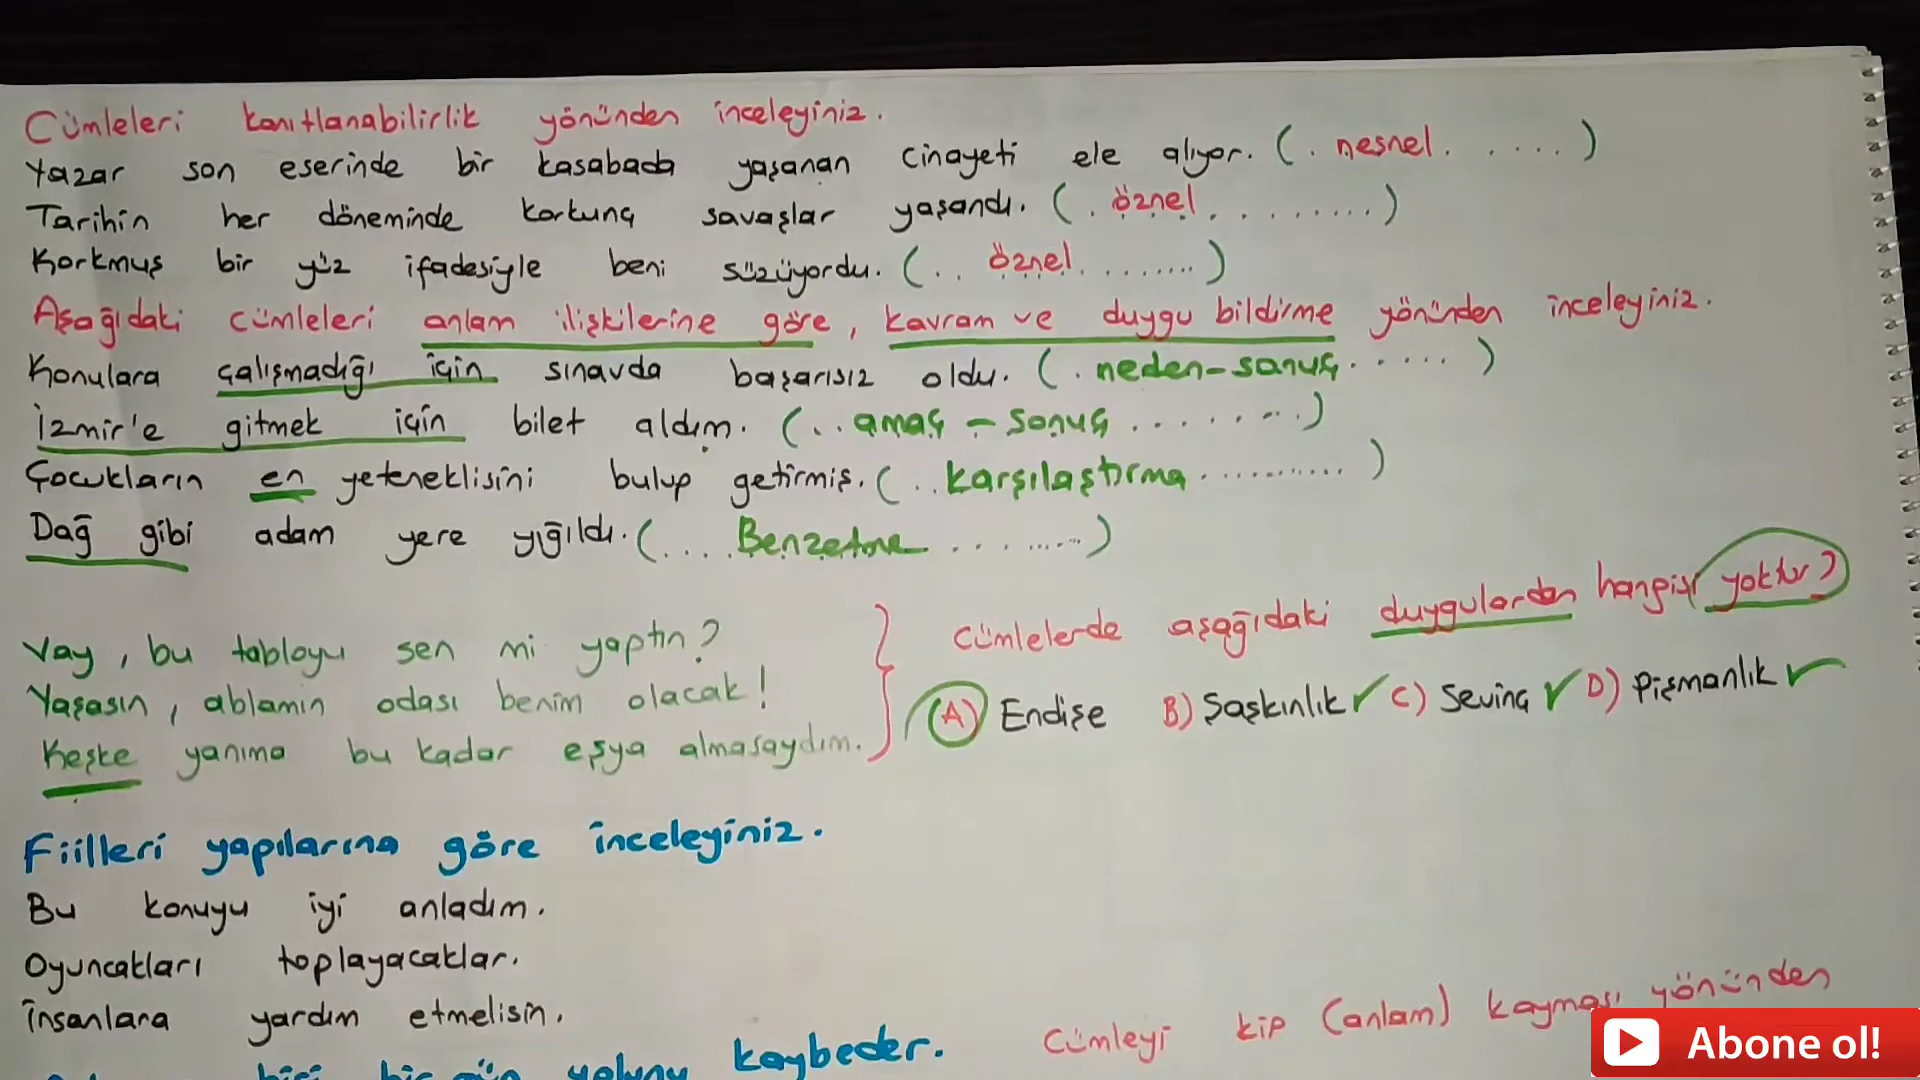 Cümleleri kanıtlanabilirlik yönünden inceleyiniz.
Yazar son eserinde bir kasabada yaşanan cinayeti ele alıyor. (. nesnel. . ....)
Tarihin her döneminde korkunç savaşlar yaşandı. (. öznel. ........)
Korkmuş bir yüz ifadesiyle beni süzüyordu. (.. öznel. .......)
Aşağıdaki cümleleri anlam ilişkilerine göre, kavram ve duygu bildirme yönünden inceleyiniz.
Konulara çalışmadığı için sınavda başarısız oldu. (. neden-sonuç. .....)
İzmir'e gitmek için bilet aldım. (.. amaç - sonuç ........)
Çocukların en yeteneklisini bulup getirmiş. (.. karşılaştırma ...........)
Dağ gibi adam yere yığıldı. (.... Benzetme ........)
Vay, bu tabloyu sen mi yaptın?
Yaşasın, ablamın odası benim olacak!
Keşke yanıma bu kadar eşya almasaydım.
Cümlelerde aşağıdaki duygulardan hangisi yoktur?
A) Endişe B) Şaşkınlık ✓ C) Sevinç ✓ D) Pişmanlık ✓
Fiilleri yapılarına göre inceleyiniz.
Bu konuyu iyi anladım.
Oyuncakları toplayacaklar.
İnsanlara yardım etmelisin.
bir gün yolunu kaybeder.
Cümleyi kip (anlam) kayması yönünden
Abone ol!